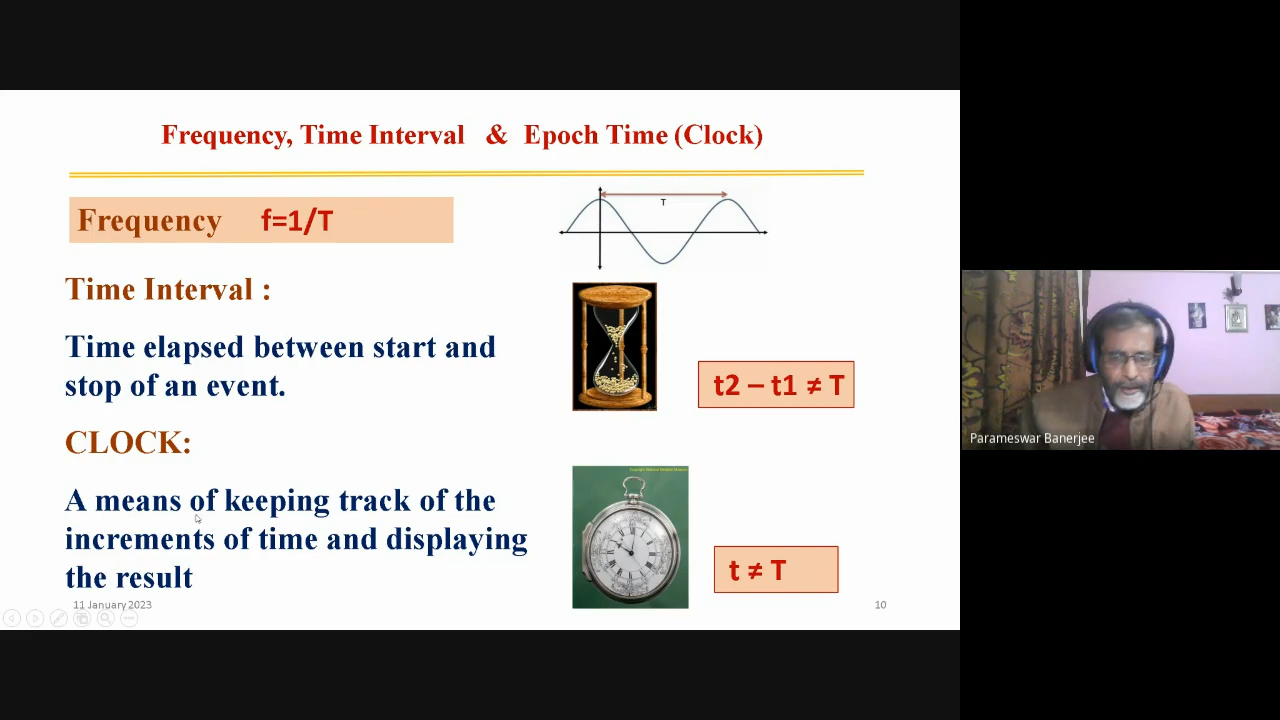 Frequency, Time Interval & Epoch Time (Clock)
Frequency f=1/T
T
Time Interval :
Time elapsed between start and
stop of an event.
t2 – t1 ≠ T
CLOCK:
A means of keeping track of the
increments of time and displaying
the result
t ≠ T
11 January 2023
10
Parameswar Banerjee